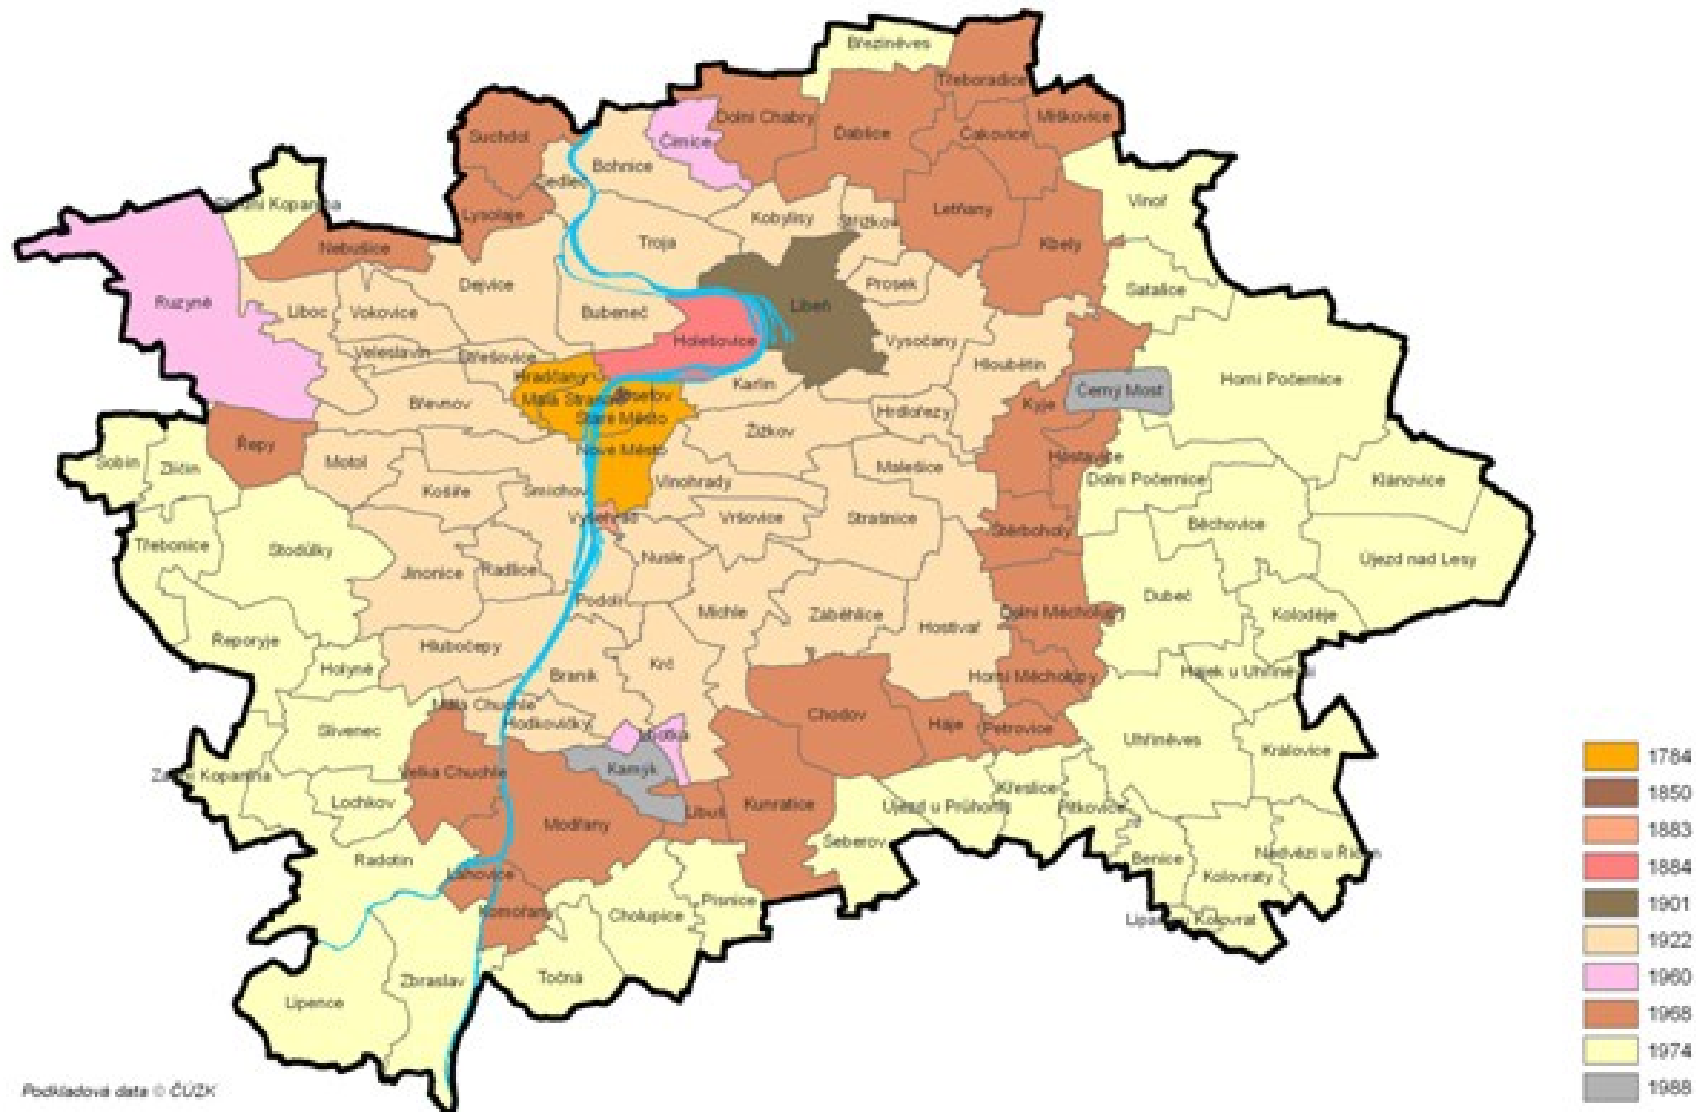 Březiněves
Třeboradice
Miškovice
Dolní Chabry
Ďáblice
Čakovice
Suchdol
Čimice
Bohnice
Sedlec
Vinoř
Lysolaje
Kobylisy
Střížkov
Letňany
Kbely
Troja
Nebušice
Dejvice
Prosek
Satalice
Ruzyně
Liboc
Vokovice
Bubeneč
Libeň
Holešovice
Vysočany
Veleslavín
Střešovice
Hloubětín
Hradčany
Karlín
Horní Počernice
Černý Most
Malá Strana
Josefov
Břevnov
Staré Město
Hrdlořezy
Kyje
Žižkov
Řepy
Nové Město
Hostavice
Sobín
Zličín
Motol
Malešice
Dolní Počernice
Klánovice
Košíře
Smíchov
Vinohrady
Vyšehrad
Vršovice
Strašnice
Štěrboholy
Běchovice
Třebonice
Stodůlky
Nusle
Újezd nad Lesy
Jinonice
Radlice
Podolí
Michle
Záběhlice
Dubeč
Dolní Měcholupy
Koloděje
Hostivař
Řeporyje
Hlubočepy
Holyně
Krč
Braník
Horní Měcholupy
Hájek u Uhříněvsi
Malá Chuchle
Hodkovičky
Chodov
Háje
Petrovice
Slivenec
Lhotka
Uhříněves
Královice
Zadní Kopanina
Velká Chuchle
Kamýk
Lochkov
Libuš
Kunratice
Újezd u Průhonic
Křeslice
Pitkovice
Modřany
Šeberov
Radotín
Benice
Nedvězí u Říčan
Lahovice
Kolovraty
Komořany
Cholupice
Písnice
Točná
Zbraslav
Lipence
1784
1850
1883
1884
1901
1922
1960
1968
1974
1988
Podkladová data © ČÚZK